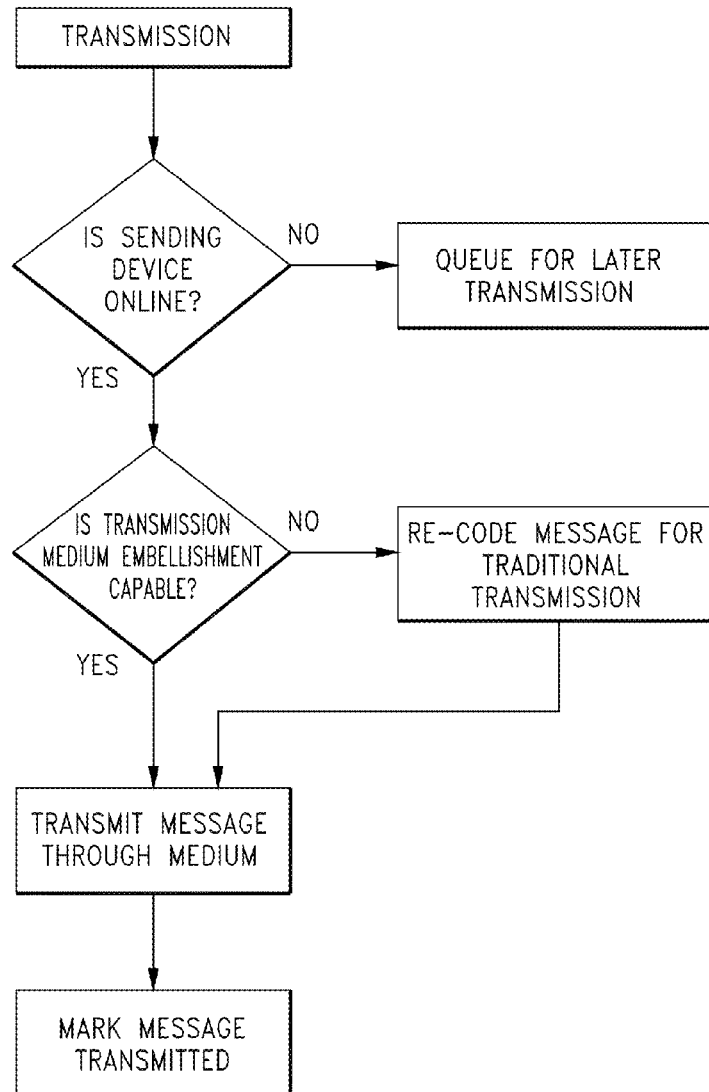 TRANSMISSION
IS SENDING
DEVICE
ONLINE?
NO
QUEUE FOR LATER
TRANSMISSION
YES
IS TRANSMISSION
MEDIUM EMBELLISHMENT
CAPABLE?
NO
RE-CODE MESSAGE FOR
TRADITIONAL
TRANSMISSION
YES
TRANSMIT MESSAGE
THROUGH MEDIUM
MARK MESSAGE
TRANSMITTED